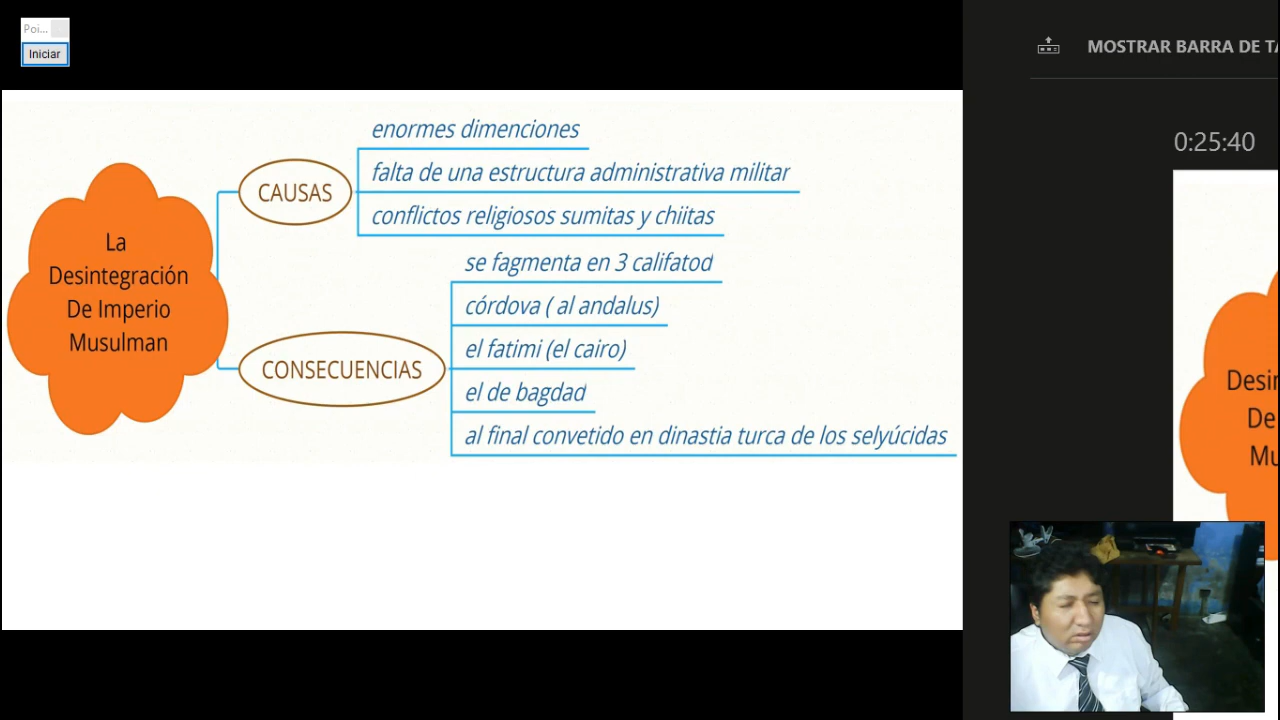 Poi...
Iniciar
MOSTRAR BARRA DE TA
0:25:40
La
Desintegración
De Imperio
Musulman
CAUSAS
enormes dimenciones
falta de una estructura administrativa militar
conflictos religiosos sumitas y chiitas
CONSECUENCIAS
se fagmenta en 3 califatod
córdova ( al andalus)
el fatimi (el cairo)
el de bagdad
al final convetido en dinastia turca de los selyúcidas
Desin
De
Mu